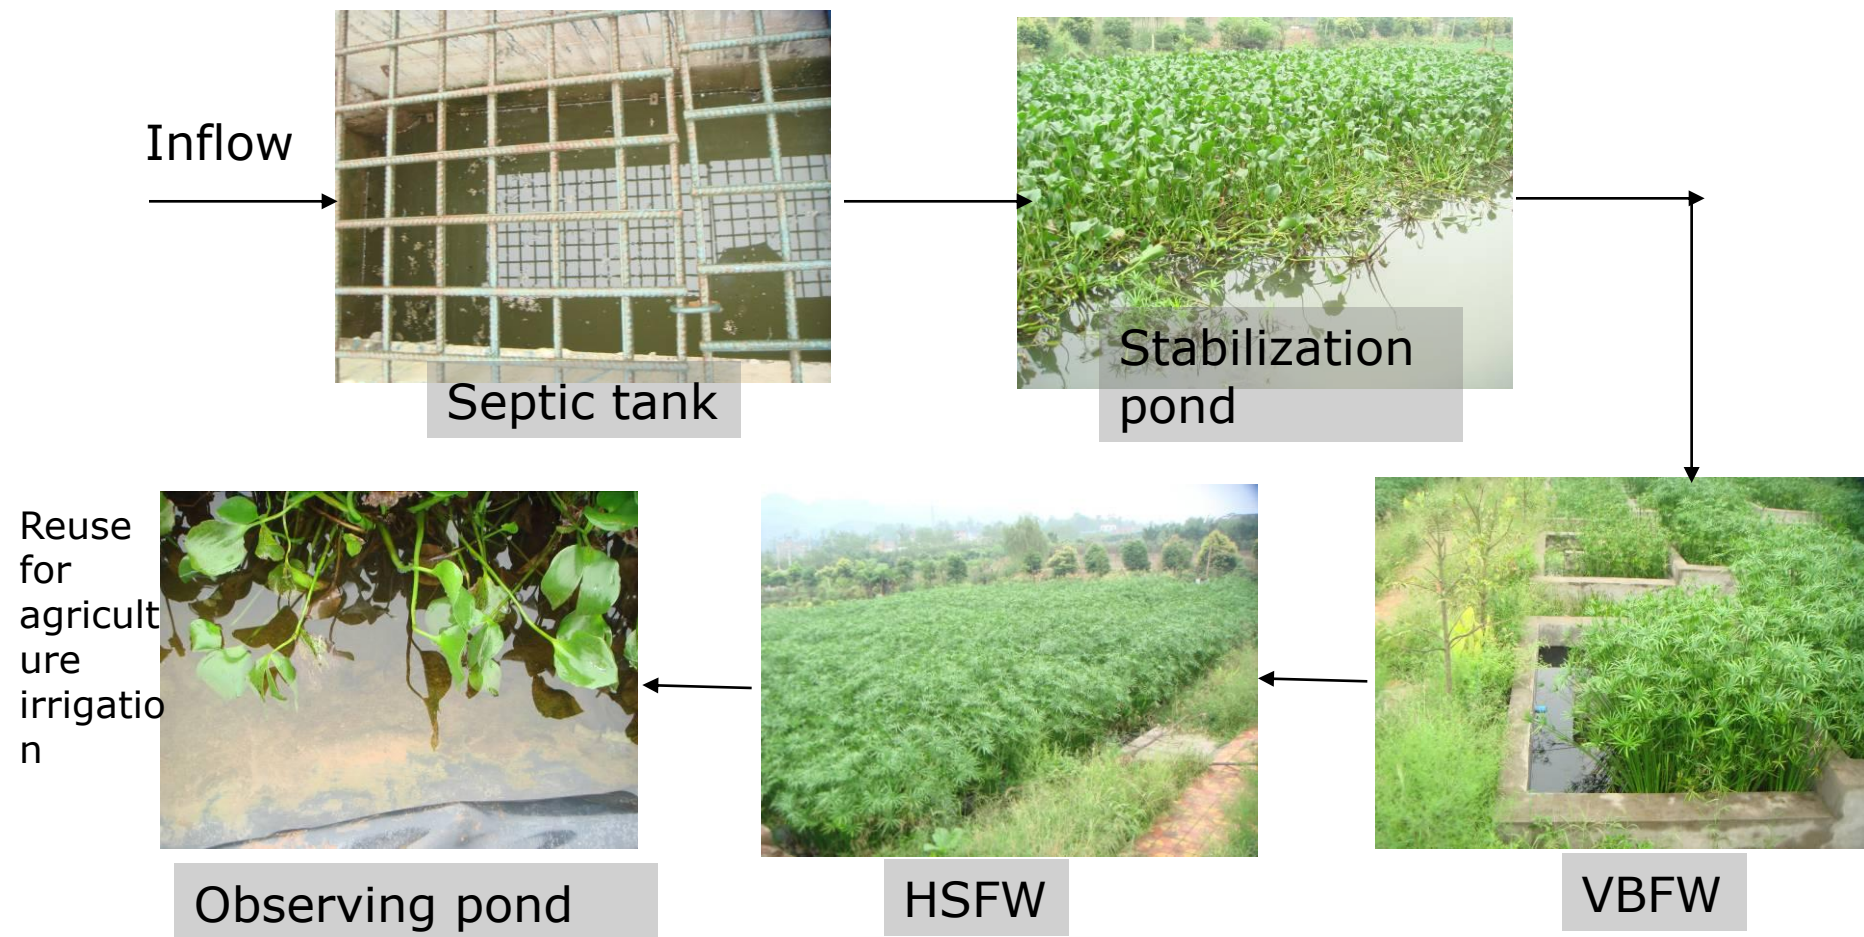 Inflow
Septic tank
Stabilization
pond
Reuse
for
agricult
ure
irrigatio
n
Observing pond
HSFW
VBFW